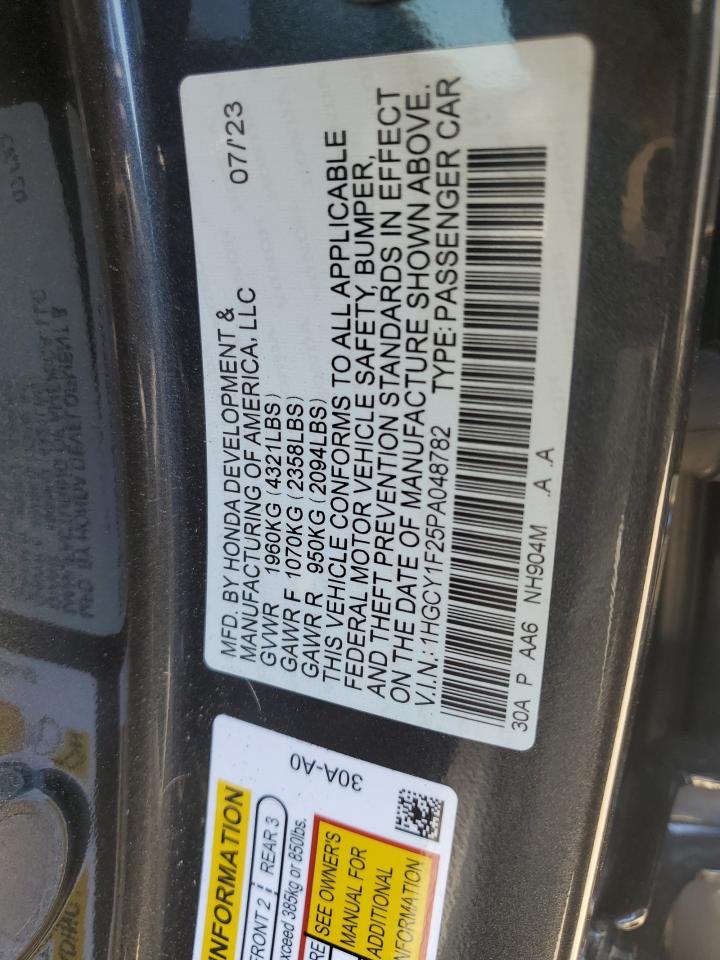 MFD. BY HONDA DEVELOPMENT &
MANUFACTURING OF AMERICA, LLC 07/'23
GVWR 1960KG (4321LBS)
GAWR F 1070KG (2358LBS)
GAWR R 950KG (2094LBS)
THIS VEHICLE CONFORMS TO ALL APPLICABLE
FEDERAL MOTOR VEHICLE SAFETY, BUMPER,
AND THEFT PREVENTION STANDARDS IN EFFECT
ON THE DATE OF MANUFACTURE SHOWN ABOVE.
V.I.N.: 1HGCY1F25PA048782 TYPE: PASSENGER CAR
30A P AA6 NH904M .A .A
30A-A0
INFORMATION
FRONT 2 REAR 3
exceed 385kg or 850lbs.
SEE OWNER'S
MANUAL FOR
ADDITIONAL
INFORMATION